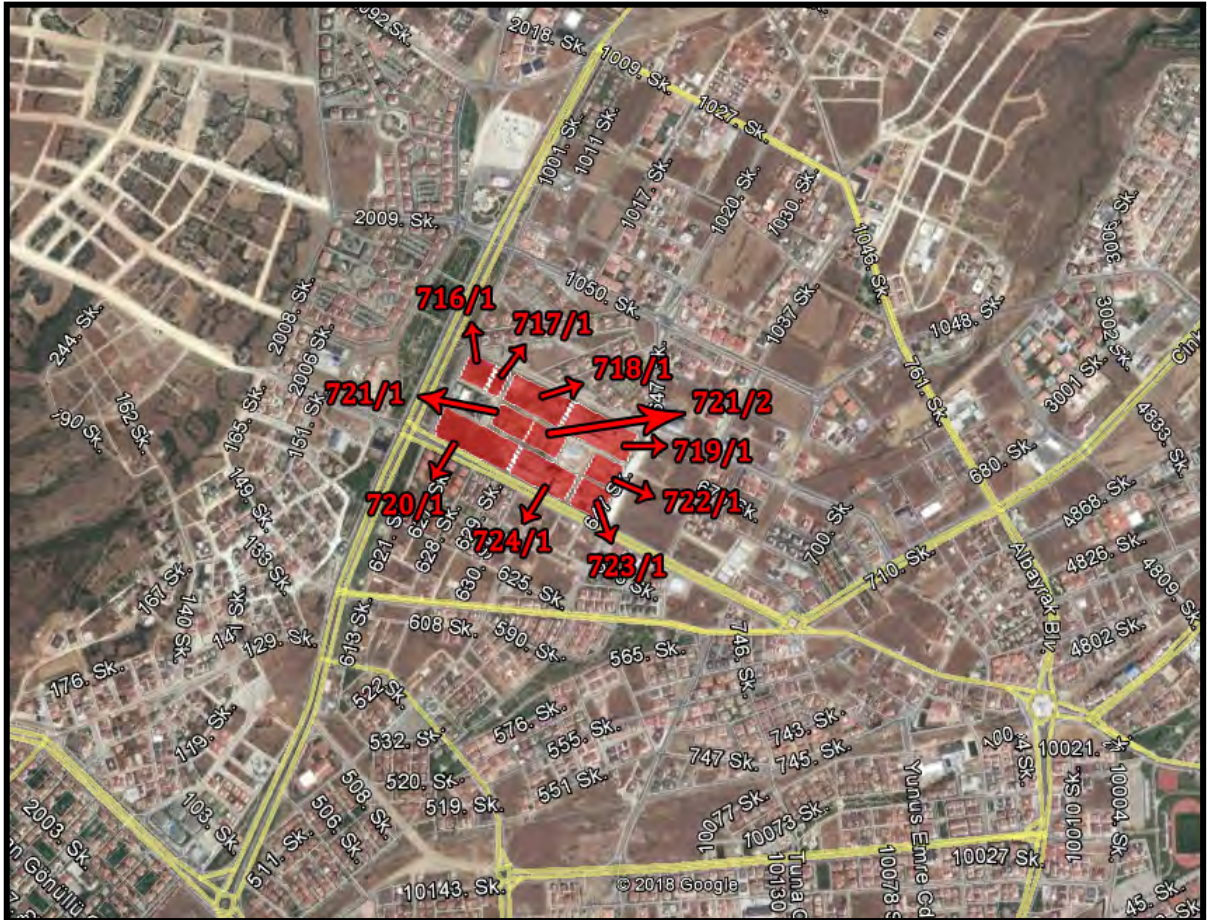 2018. Sk.
1009. Sk.
1027. Sk.
1001. Sk.
1011 Sk.
1017. Sk.
1020. Sk.
1030. Sk.
2009. Sk.
1046. Sk.
3009. Sk.
244. Sk.
2008. Sk.
2006 Sk.
1050. Sk.
1037. Sk.
1048. Sk.
3002. Sk.
716/1
717/1
718/1
721/1
721/2
719/1
720/1
722/1
724/1
723/1
761. Sk.
3001 Sk.
4833. Sk.
162. Sk.
165. Sk.
151. Sk.
149. Sk.
133 Sk.
680. Sk.
4868. Sk.
4826. Sk.
4809. Sk.
4802 Sk.
700. Sk.
710. Sk.
Albayrak Blv.
628. Sk.
629. Sk.
630. Sk.
625. Sk.
167. Sk.
140 Sk.
129. Sk.
613 Sk.
608 Sk.
590. Sk.
565. Sk.
746. Sk.
176. Sk.
522. Sk.
119. Sk.
532. Sk.
576. Sk.
555. Sk.
743. Sk.
747 Sk.
745. Sk.
520. Sk.
551 Sk.
519. Sk.
508. Sk.
506. Sk.
103. Sk.
511. Sk.
2003. Sk.
10021.
10010 Sk.
10004. Sk.
Yunus Emre Cd
10077 Sk.
10073 Sk.
10078 S
10027 Sk.
10143. Sk.
10130
© 2018 Google
45. Sk.